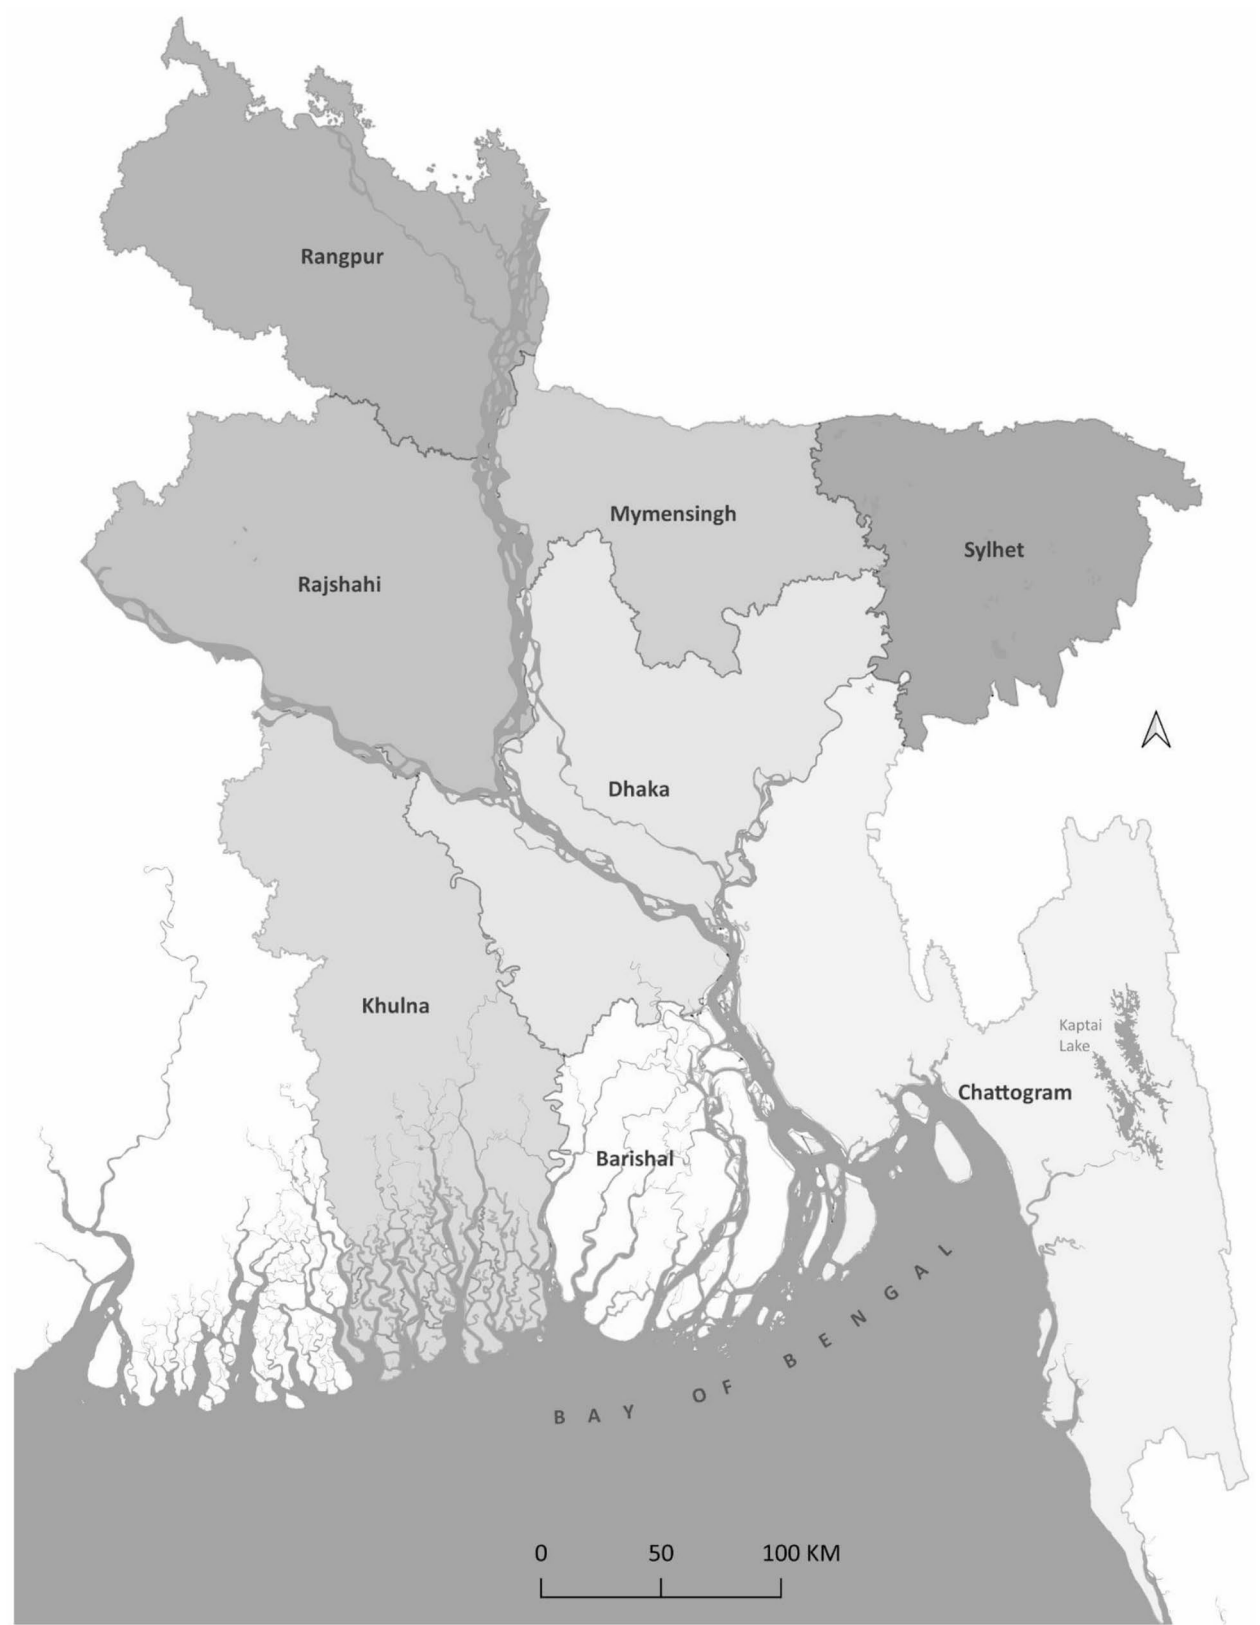 Rangpur
Mymensingh
Sylhet
Rajshahi
Dhaka
Khulna
Kaptai
Lake
Chattogram
Barishal
BAY OF BENGAL
0 50 100 KM